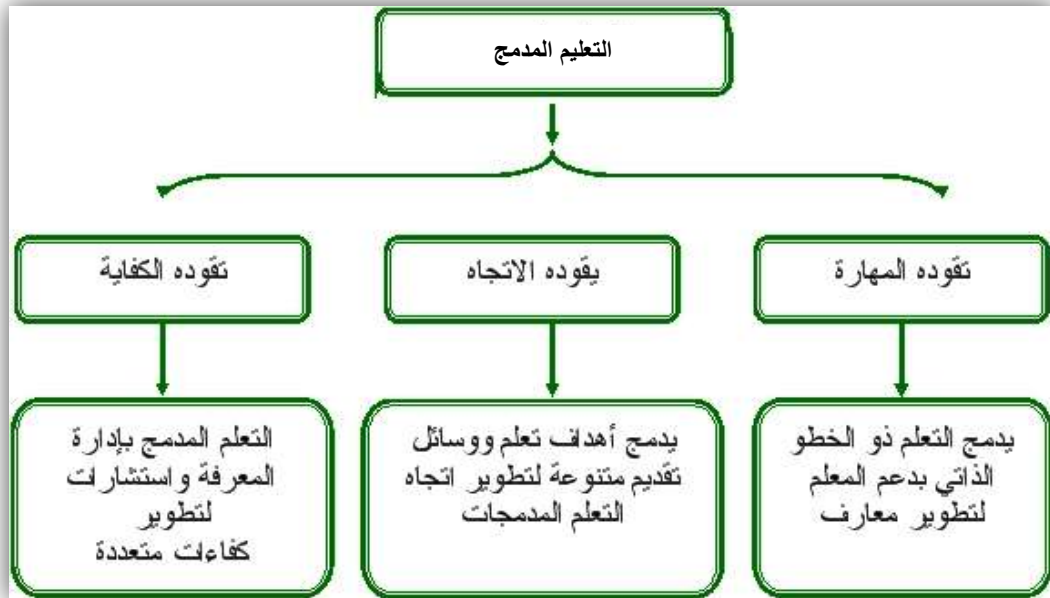 التعليم المدمج
تقوده المهارة
يقوده الاتجاه
تقوده الكفاية
يدمج التعلم ذو الخطو
الذاتي بدعم المعلم
لتطوير معارف
يدمج أهداف تعلم ووسائل
تقديم متنوعة لتطوير اتجاه
التعلم المدمجات
التعلم المدمج بإدارة
المعرفة واستشارات
لتطوير
كفاءات متعددة